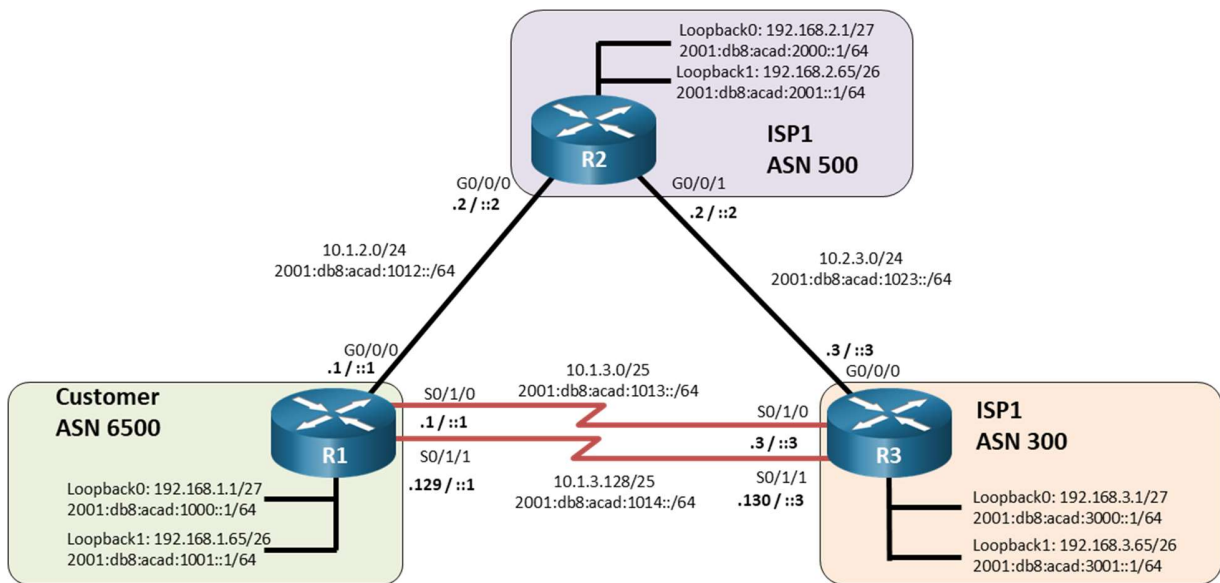 Loopback0: 192.168.2.1/27
2001:db8:acad:2000::1/64
Loopback1: 192.168.2.65/26
2001:db8:acad:2001::1/64
R2
ISP1
ASN 500
G0/0/0
.2 / ::2
G0/0/1
.2 / ::2
10.1.2.0/24
2001:db8:acad:1012::/64
10.2.3.0/24
2001:db8:acad:1023::/64
G0/0/0
.1 / ::1
.3 / ::3
G0/0/0
Customer
ASN 6500
R1
S0/1/0
.1 / ::1
S0/1/1
.129 / ::1
10.1.3.0/25
2001:db8:acad:1013::/64
10.1.3.128/25
2001:db8:acad:1014::/64
S0/1/0
.3 / ::3
S0/1/1
.130 / ::3
R3
ISP1
ASN 300
Loopback0: 192.168.1.1/27
2001:db8:acad:1000::1/64
Loopback1: 192.168.1.65/26
2001:db8:acad:1001::1/64
Loopback0: 192.168.3.1/27
2001:db8:acad:3000::1/64
Loopback1: 192.168.3.65/26
2001:db8:acad:3001::1/64